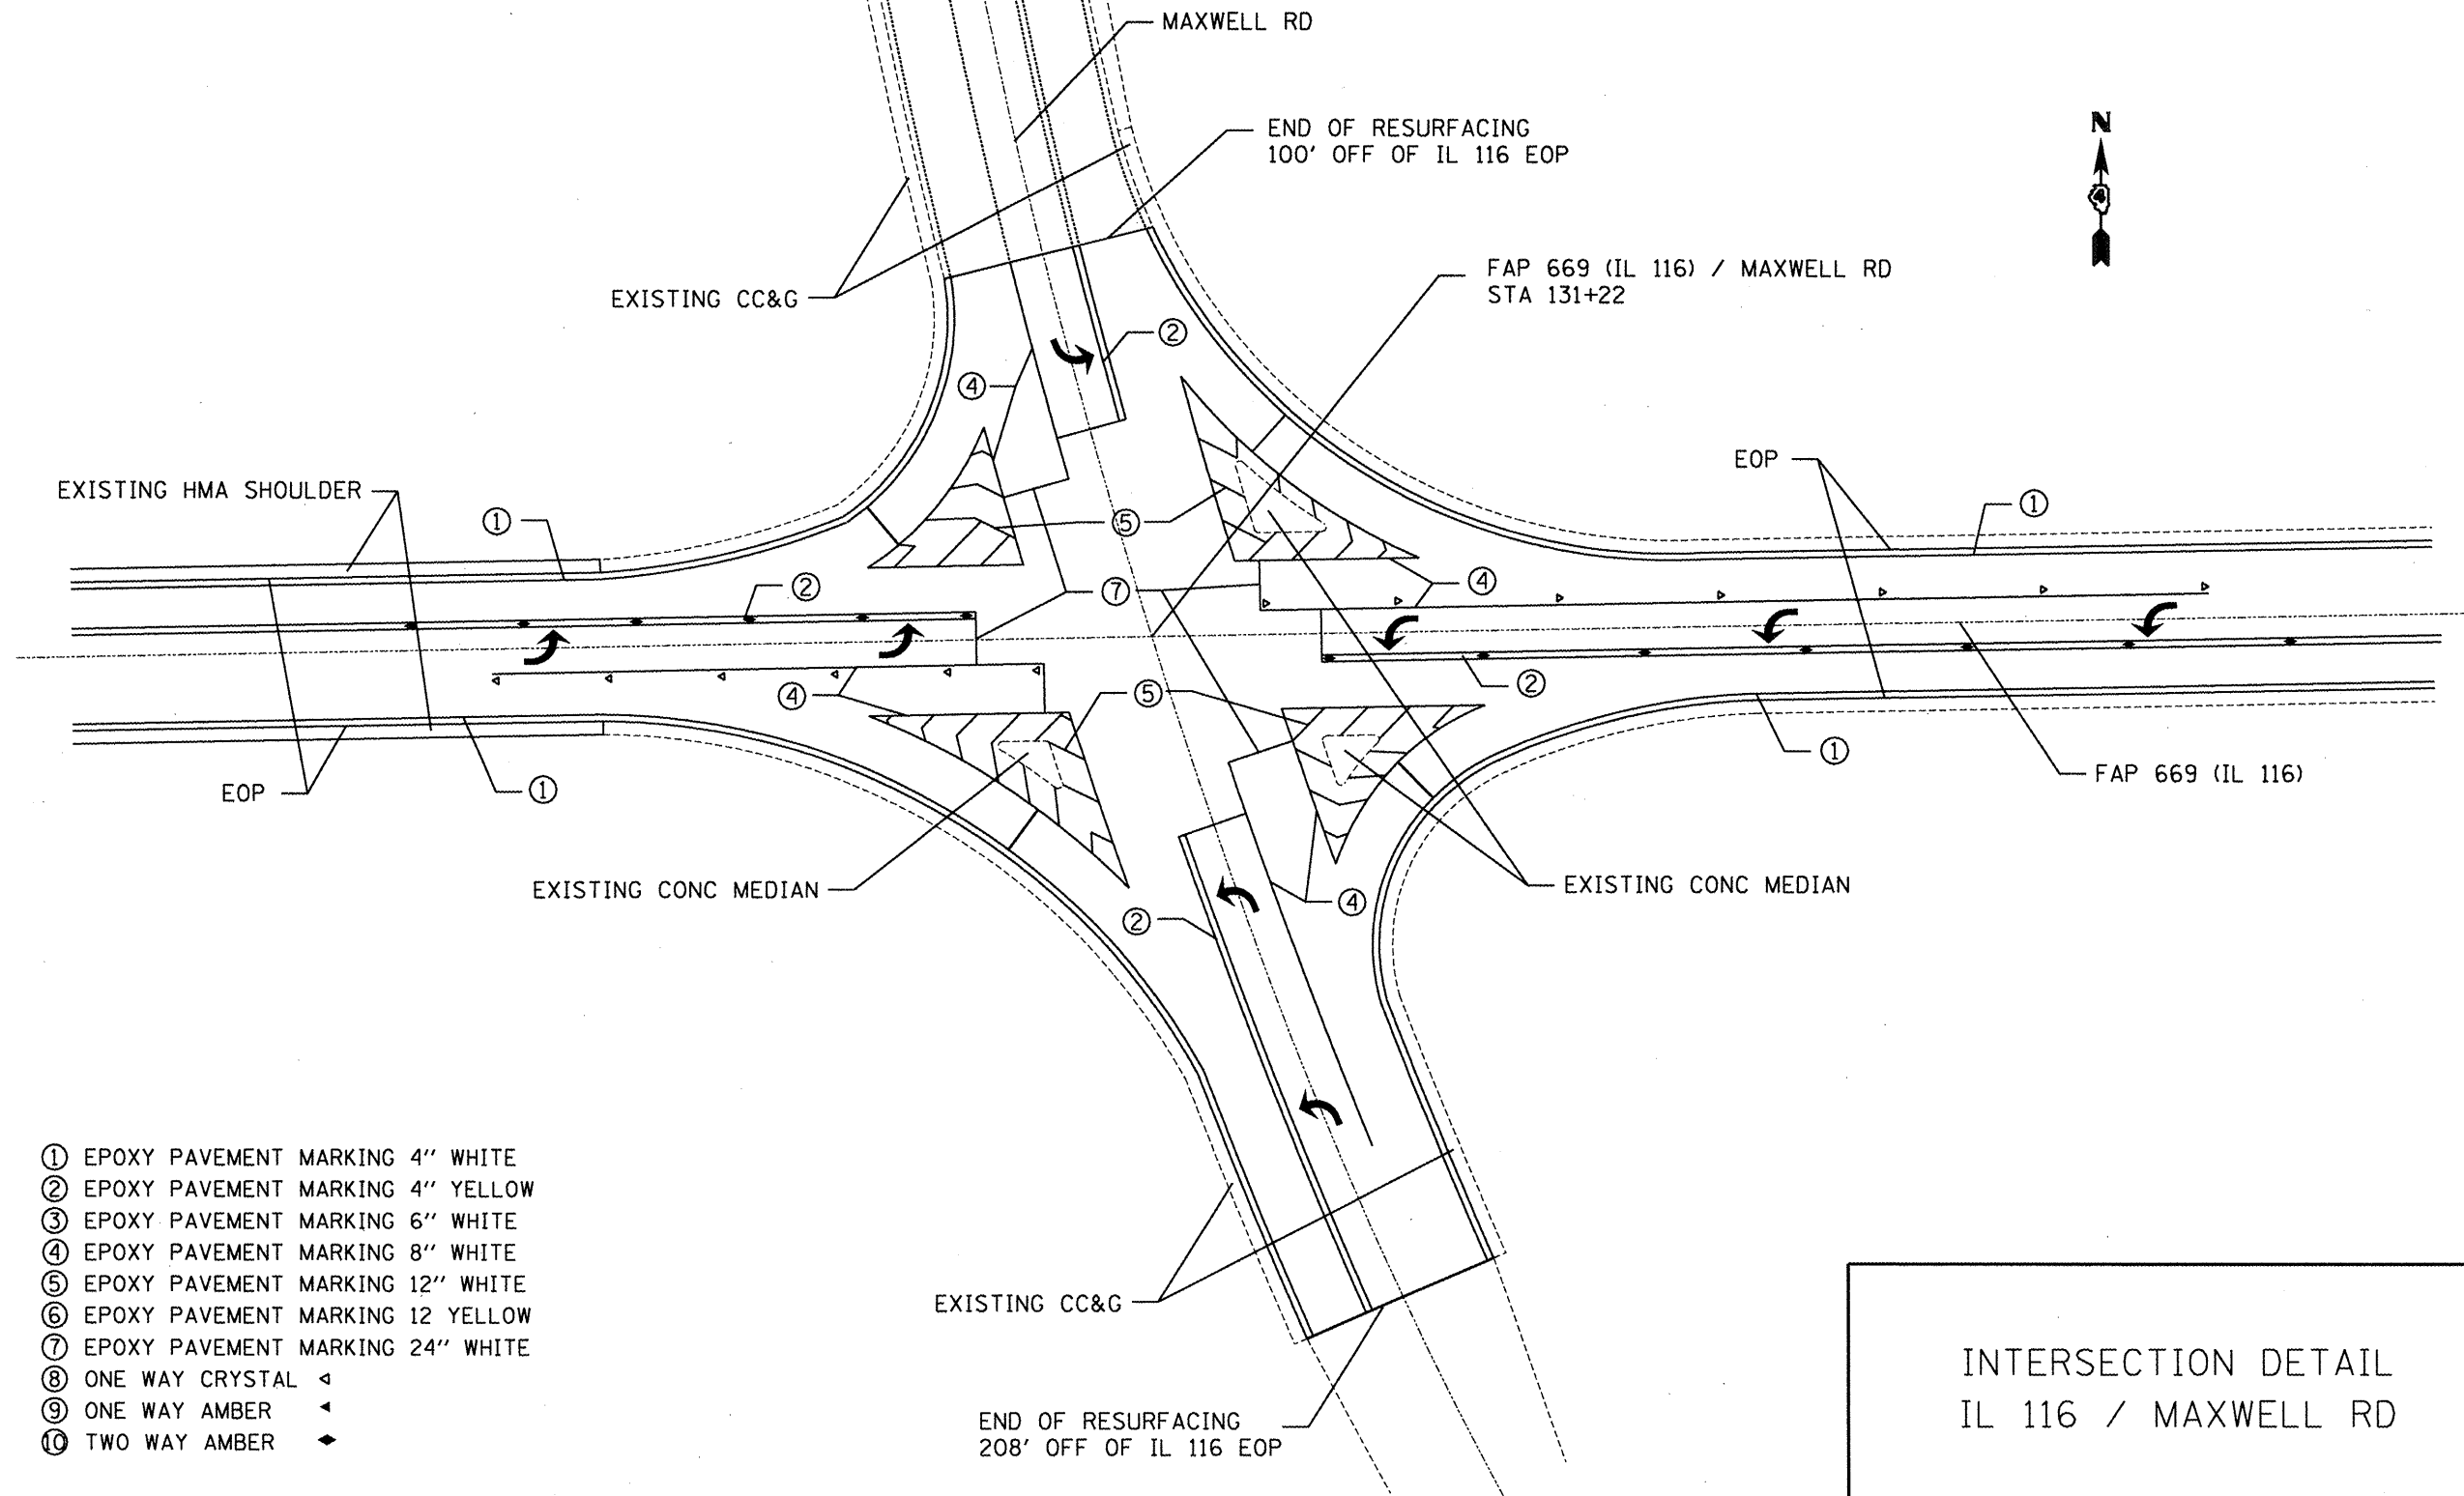 MAXWELL RD
END OF RESURFACING
100' OFF OF IL 116 EOP
N
4
FAP 669 (IL 116) / MAXWELL RD
STA 131+22
EXISTING CC&G
2
4
EOP
EXISTING HMA SHOULDER
1
1
5
2
7
4
4
5
2
1
EOP
1
FAP 669 (IL 116)
EXISTING CONC MEDIAN
EXISTING CONC MEDIAN
2
4
1 EPOXY PAVEMENT MARKING 4'' WHITE
2 EPOXY PAVEMENT MARKING 4'' YELLOW
3 EPOXY PAVEMENT MARKING 6'' WHITE
4 EPOXY PAVEMENT MARKING 8'' WHITE
5 EPOXY PAVEMENT MARKING 12'' WHITE
6 EPOXY PAVEMENT MARKING 12 YELLOW
7 EPOXY PAVEMENT MARKING 24'' WHITE
8 ONE WAY CRYSTAL
9 ONE WAY AMBER
10 TWO WAY AMBER
EXISTING CC&G
END OF RESURFACING
208' OFF OF IL 116 EOP
INTERSECTION DETAIL
IL 116 / MAXWELL RD